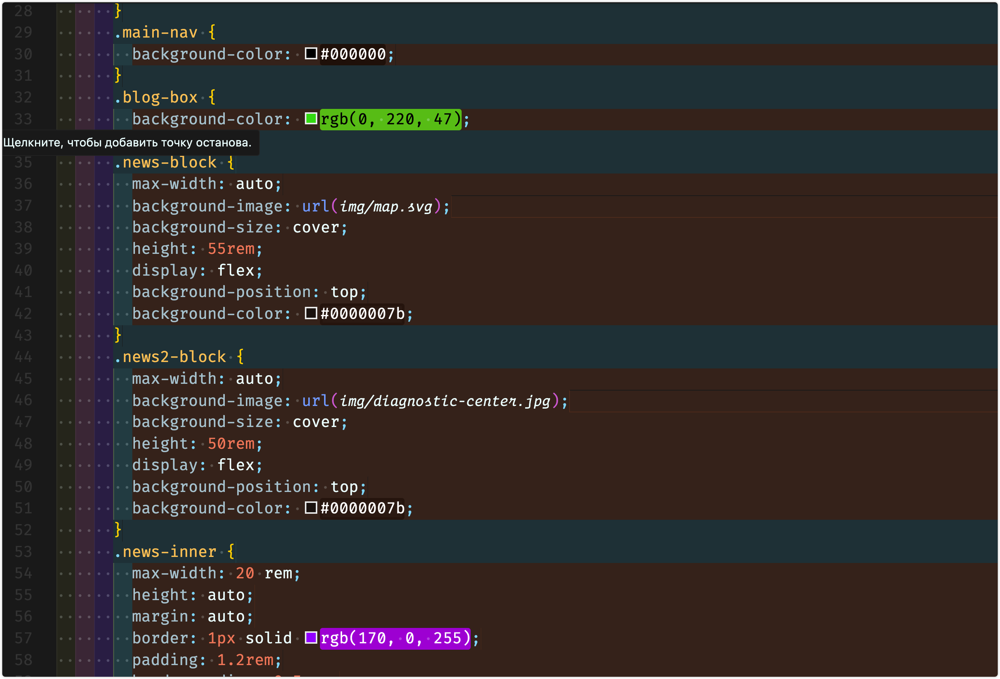 28 }
29 .main-nav {
30 background-color: #000000;
31 }
32 .blog-box {
33 background-color: rgb(0, 220, 47);
Щелкните, чтобы добавить точку останова.
35 .news-block {
36 max-width: auto;
37 background-image: url(img/map.svg);
38 background-size: cover;
39 height: 55rem;
40 display: flex;
41 background-position: top;
42 background-color: #0000007b;
43 }
44 .news2-block {
45 max-width: auto;
46 background-image: url(img/diagnostic-center.jpg);
47 background-size: cover;
48 height: 50rem;
49 display: flex;
50 background-position: top;
51 background-color: #0000007b;
52 }
53 .news-inner {
54 max-width: 20 rem;
55 height: auto;
56 margin: auto;
57 border: 1px solid rgb(170, 0, 255);
58 padding: 1.2rem;